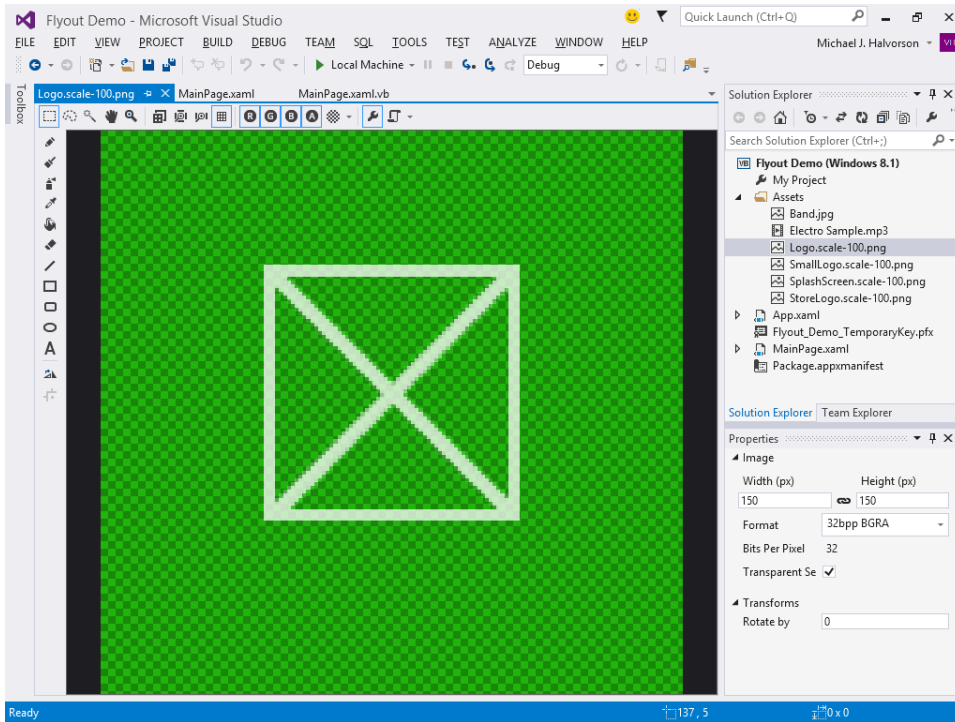 Flyout Demo - Microsoft Visual Studio
Quick Launch (Ctrl+Q)
FILE EDIT VIEW PROJECT BUILD DEBUG TEAM SQL TOOLS TEST ANALYZE WINDOW HELP
Michael J. Halvorson
Local Machine
Debug
Toolbox
Logo.scale-100.png MainPage.xaml MainPage.xaml.vb
R G B A
A
Solution Explorer
Search Solution Explorer (Ctrl+;)
VB Flyout Demo (Windows 8.1)
My Project
Assets
Band.jpg
Electro Sample.mp3
Logo.scale-100.png
SmallLogo.scale-100.png
SplashScreen.scale-100.png
StoreLogo.scale-100.png
App.xaml
Flyout_Demo_TemporaryKey.pfx
MainPage.xaml
Package.appxmanifest
Solution Explorer Team Explorer
Properties
Image
Width (px) Height (px)
150 150
Format 32bpp BGRA
Bits Per Pixel 32
Transparent Se
Transforms
Rotate by 0
Ready 137 , 5 0 x 0